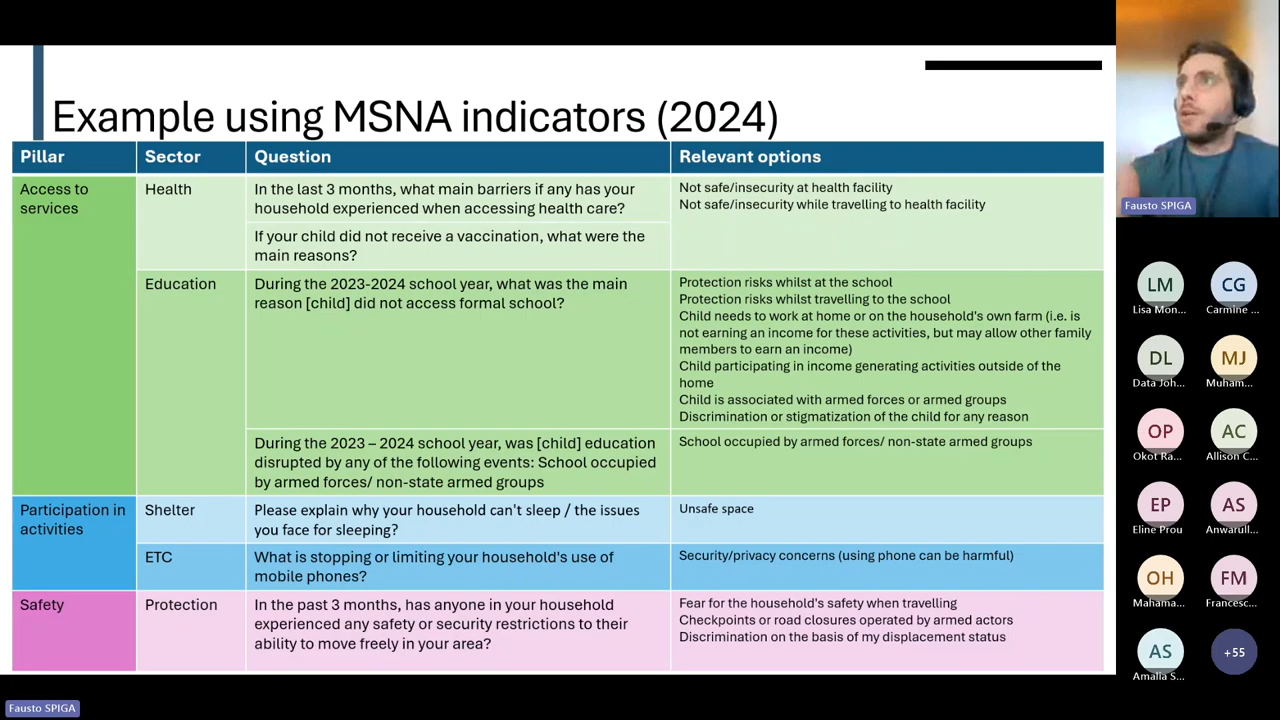 Example using MSNA indicators (2024)
Pillar
Sector
Question
Relevant options
Access to
services
Health
In the last 3 months, what main barriers if any has your
household experienced when accessing health care?
Not safe/insecurity at health facility
Not safe/insecurity while travelling to health facility
If your child did not receive a vaccination, what were the
main reasons?
Education
During the 2023-2024 school year, what was the main
reason [child] did not access formal school?
Protection risks whilst at the school
Protection risks whilst travelling to the school
Child needs to work at home or on the household's own farm (i.e. is
not earning an income for these activities, but may allow other family
members to earn an income)
Child participating in income generating activities outside of the
home
Child is associated with armed forces or armed groups
Discrimination or stigmatization of the child for any reason
During the 2023 – 2024 school year, was [child] education
disrupted by any of the following events: School occupied
by armed forces/ non-state armed groups
School occupied by armed forces/ non-state armed groups
Participation in
activities
Shelter
Please explain why your household can't sleep / the issues
you face for sleeping?
Unsafe space
ETC
What is stopping or limiting your household's use of
mobile phones?
Security/privacy concerns (using phone can be harmful)
Safety
Protection
In the past 3 months, has anyone in your household
experienced any safety or security restrictions to their
ability to move freely in your area?
Fear for the household's safety when travelling
Checkpoints or road closures operated by armed actors
Discrimination on the basis of my displacement status
Fausto SPIGA
Fausto SPIGA
LM
Lisa Mon...
CG
Carmine ...
DL
Data Joh...
MJ
Muham...
OP
Okot Ra...
AC
Allison C...
EP
Eline Prou
AS
Anwarull...
OH
Mahama...
FM
Francesc...
AS
Amalia S...
+55